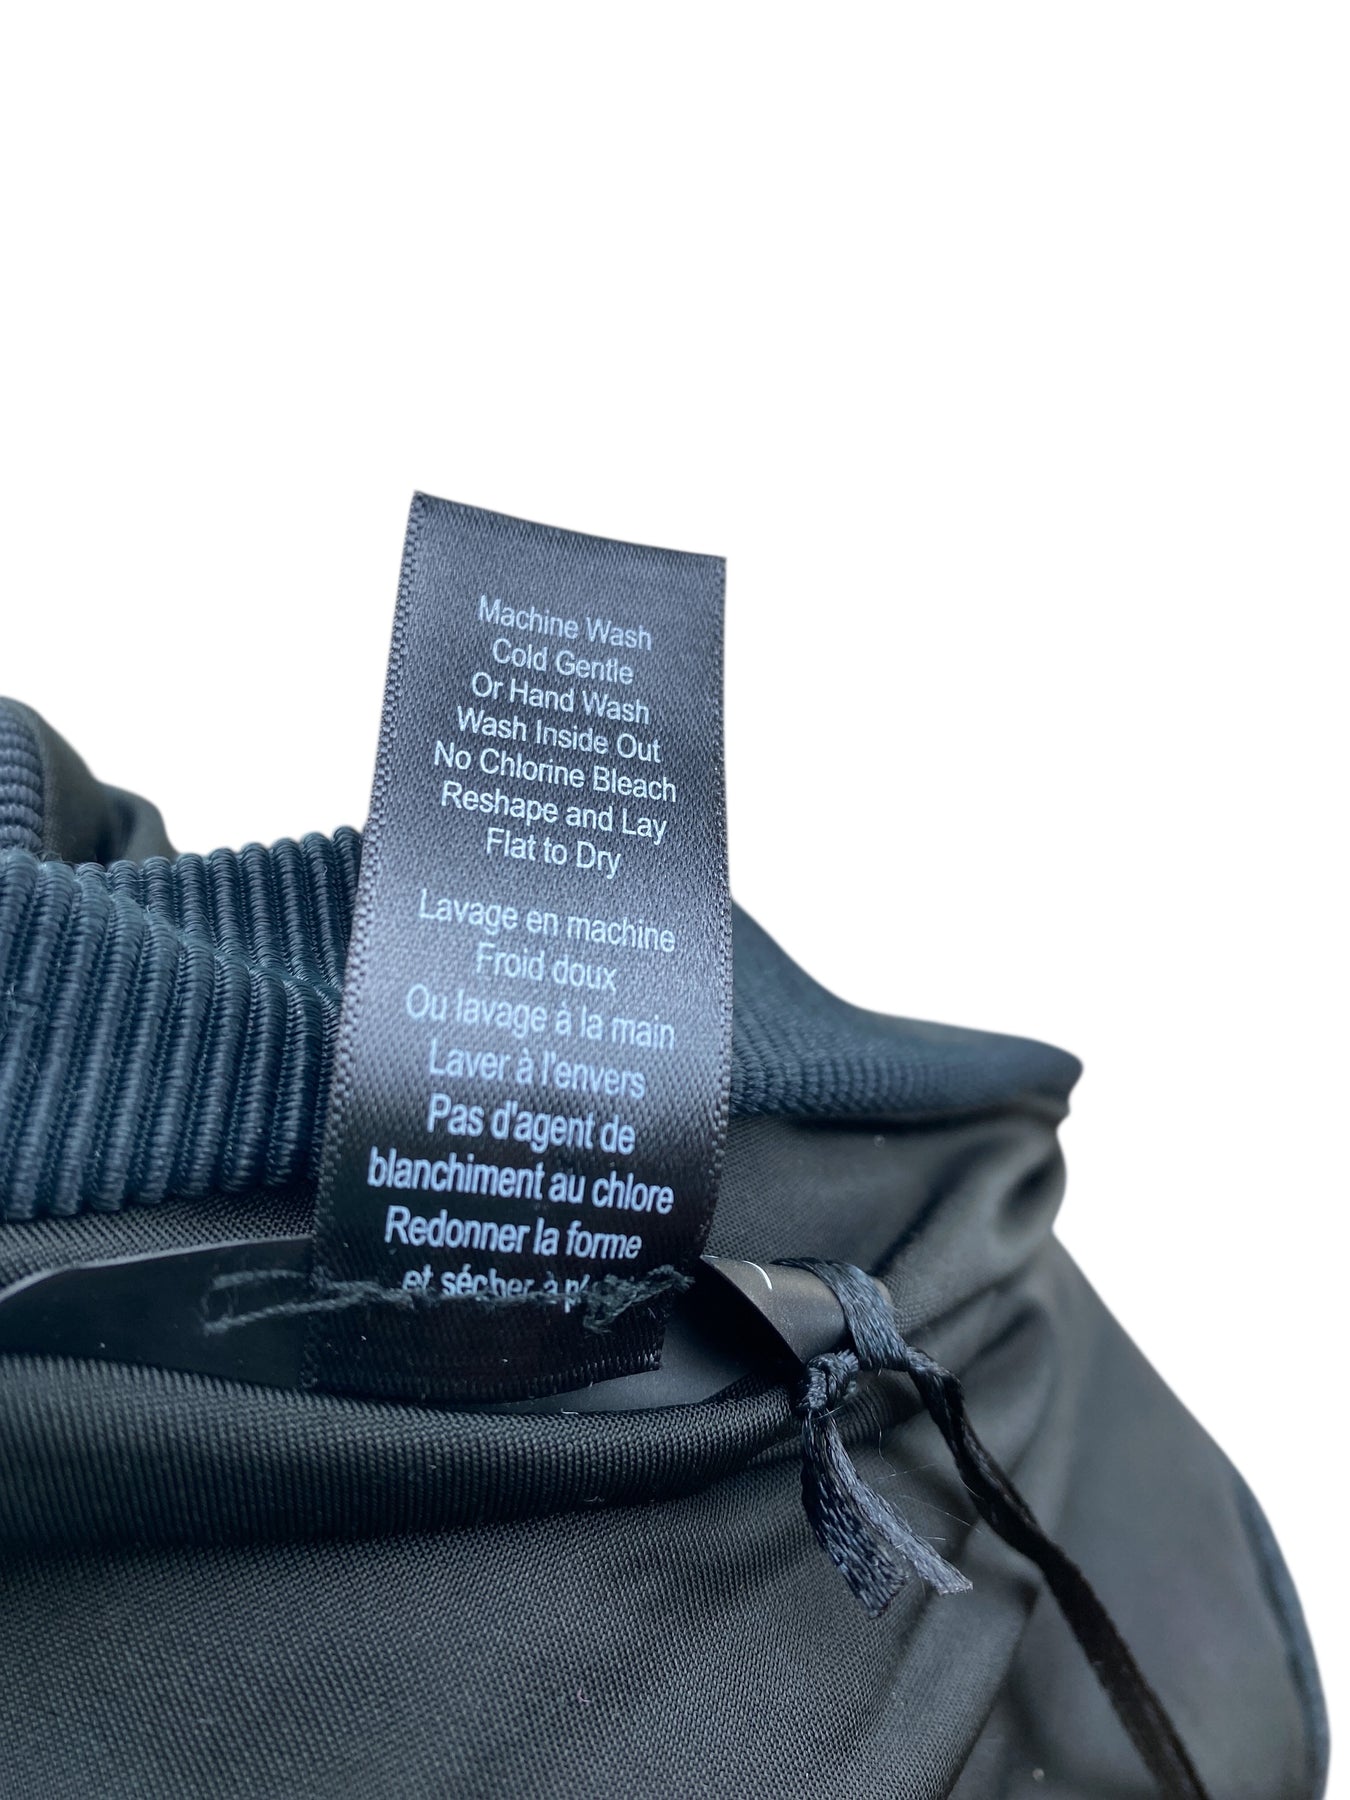 Machine Wash
Cold Gentle
Or Hand Wash
Wash Inside Out
No Chlorine Bleach
Reshape and Lay
Flat to Dry
Lavage en machine
Froid doux
Ou lavage à la main
Laver à l'envers
Pas d'agent de
blanchiment au chlore
Redonner la forme
et sécher à